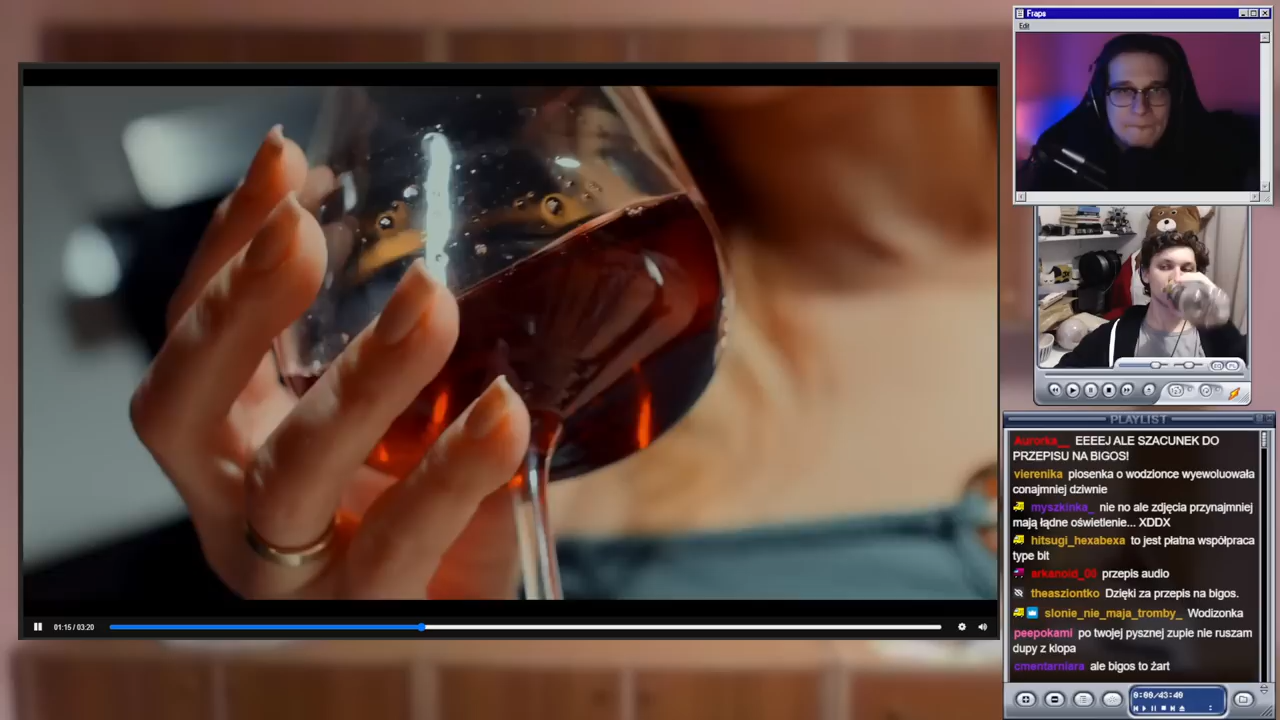 Fraps
Edit
PLAYLIST
Aurorka__ EEEEJ ALE SZACUNEK DO
PRZEPISU NA BIGOS!
vierenika piosenka o wodzionce wyewoluowała
conajmniej dziwnie
myszkinka_ nie no ale zdjęcia przynajmniej
mają łądne oświetlenie... XDDX
hitsugi_hexabexa to jest płatna współpraca
type bit
przepis audio
theasziontko Dzięki za przepis na bigos.
slonie_nie_maja_tromby_ Wodzonka
peepokami po twojej pysznej zupie nie ruszam
dupy z klopa
cmentarniara ale bigos to żart
01:15 / 03:20
0:00/43:40